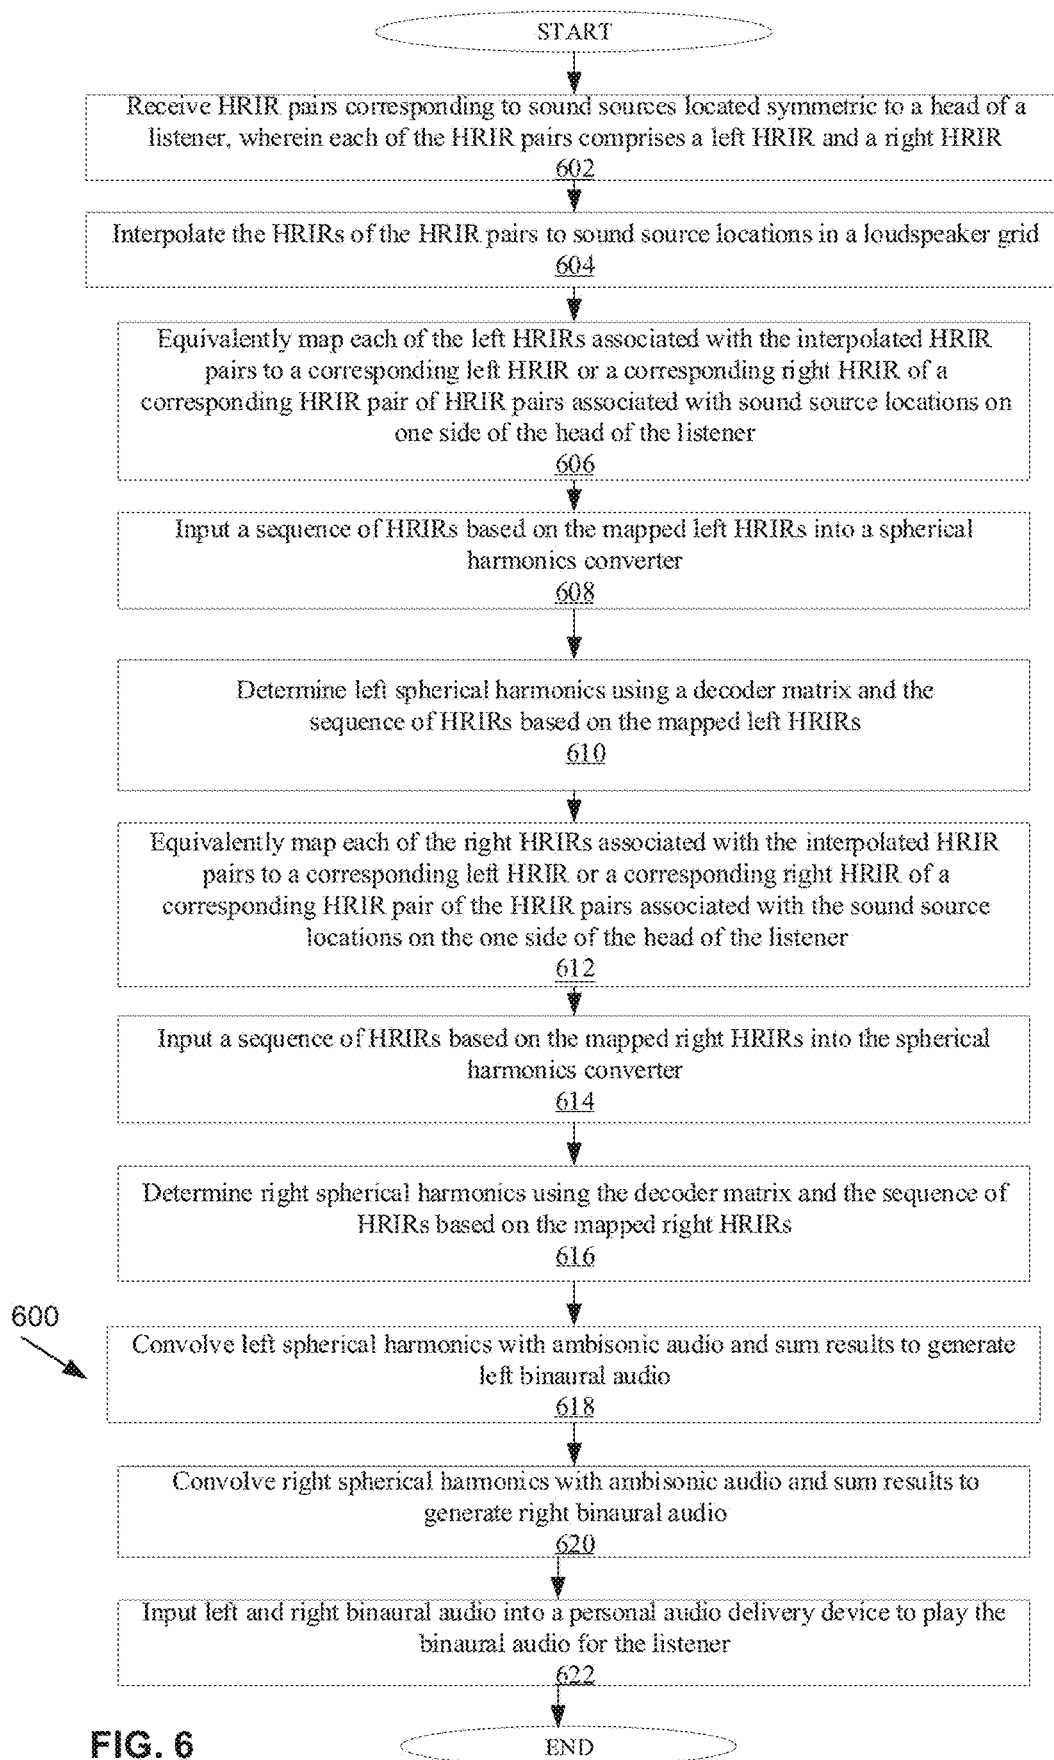 START
Receive HRIR pairs corresponding to sound sources located symmetric to a head of a
listener, wherein each of the HRIR pairs comprises a left HRIR and a right HRIR
602
Interpolate the HRIRs of the HRIR pairs to sound source locations in a loudspeaker grid
604
Equivalently map each of the left HRIRs associated with the interpolated HRIR
pairs to a corresponding left HRIR or a corresponding right HRIR of a
corresponding HRIR pair of HRIR pairs associated with sound source locations on
one side of the head of the listener
606
Input a sequence of HRIRs based on the mapped left HRIRs into a spherical
harmonics converter
608
Determine left spherical harmonics using a decoder matrix and the
sequence of HRIRs based on the mapped left HRIRs
610
Equivalently map each of the right HRIRs associated with the interpolated HRIR
pairs to a corresponding left HRIR or a corresponding right HRIR of a
corresponding HRIR pair of the HRIR pairs associated with the sound source
locations on the one side of the head of the listener
612
Input a sequence of HRIRs based on the mapped right HRIRs into the spherical
harmonics converter
614
Determine right spherical harmonics using the decoder matrix and the sequence of
HRIRs based on the mapped right HRIRs
616
600
Convolve left spherical harmonics with ambisonic audio and sum results to generate
left binaural audio
618
Convolve right spherical harmonics with ambisonic audio and sum results to
generate right binaural audio
620
Input left and right binaural audio into a personal audio delivery device to play the
binaural audio for the listener
622
END
FIG. 6